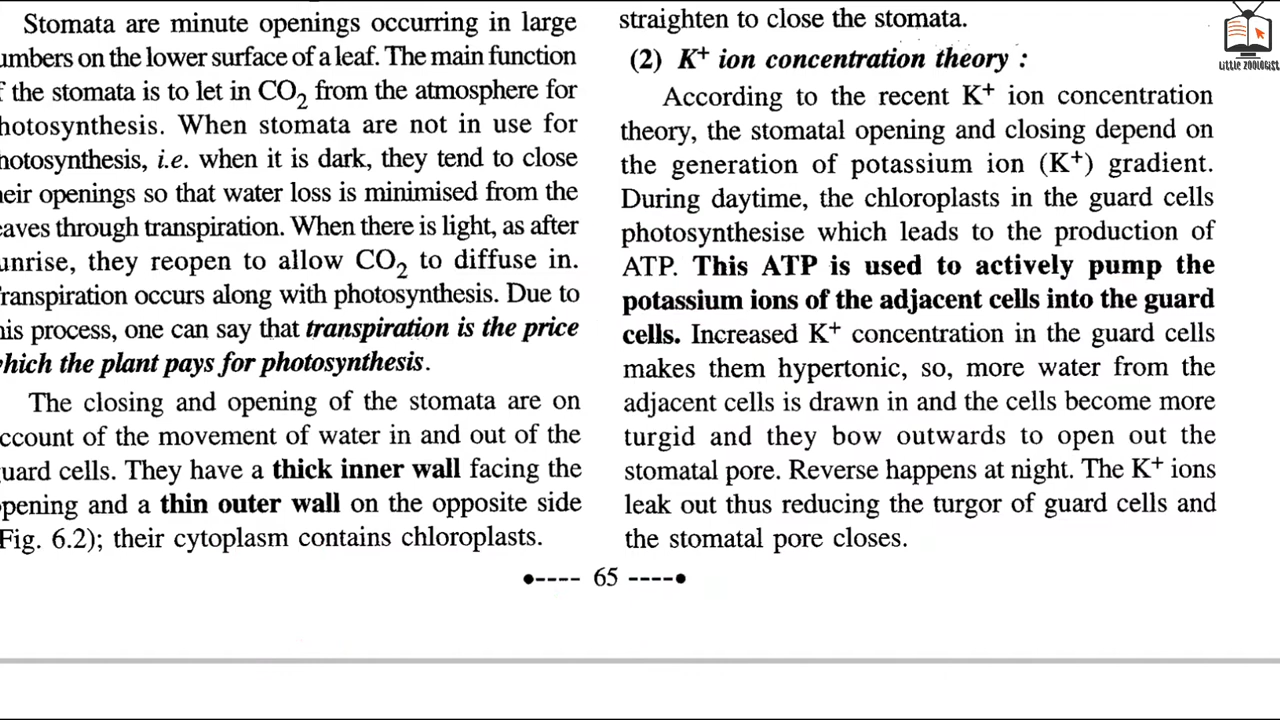 Stomata are minute openings occurring in large
umbers on the lower surface of a leaf. The main function
f the stomata is to let in CO₂ from the atmosphere for
hotosynthesis. When stomata are not in use for
hotosynthesis, i.e. when it is dark, they tend to close
eir openings so that water loss is minimised from the
eaves through transpiration. When there is light, as after
unrise, they reopen to allow CO₂ to diffuse in.
ranspiration occurs along with photosynthesis. Due to
his process, one can say that transpiration is the price
hich the plant pays for photosynthesis.
The closing and opening of the stomata are on
ccount of the movement of water in and out of the
uard cells. They have a thick inner wall facing the
pening and a thin outer wall on the opposite side
Fig. 6.2); their cytoplasm contains chloroplasts.
straighten to close the stomata.
(2) K⁺ ion concentration theory :
According to the recent K⁺ ion concentration
theory, the stomatal opening and closing depend on
the generation of potassium ion (K⁺) gradient.
During daytime, the chloroplasts in the guard cells
photosynthesise which leads to the production of
ATP. This ATP is used to actively pump the
potassium ions of the adjacent cells into the guard
cells. Increased K⁺ concentration in the guard cells
makes them hypertonic, so, more water from the
adjacent cells is drawn in and the cells become more
turgid and they bow outwards to open out the
stomatal pore. Reverse happens at night. The K⁺ ions
leak out thus reducing the turgor of guard cells and
the stomatal pore closes.
●---- 65 ----●
LITTLE ZOOLOGIST